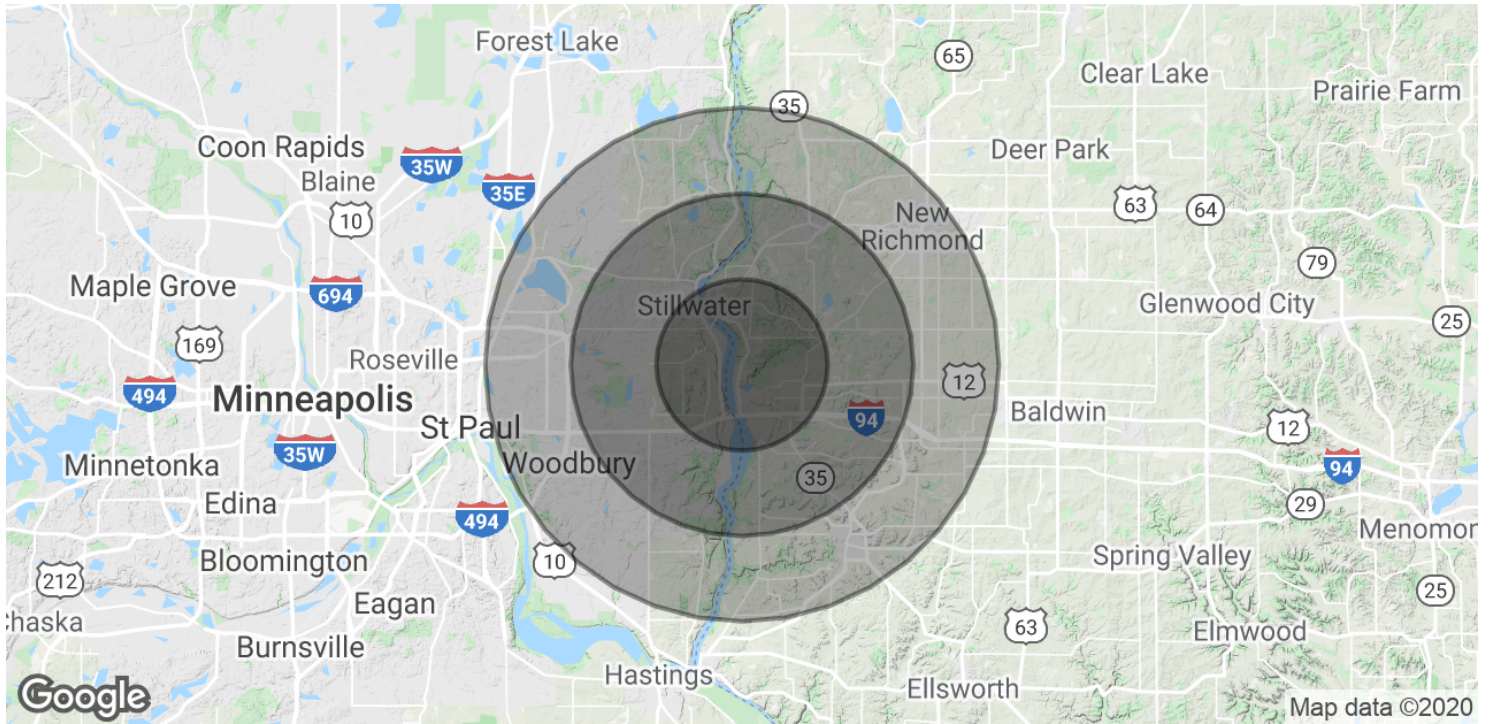 Forest Lake
65
Clear Lake
Prairie Farm
35
Coon Rapids
35W
Blaine
35E
10
Deer Park
63
64
New
Richmond
79
Maple Grove
694
Stillwater
Glenwood City
25
169
Roseville
494
Minneapolis
12
Baldwin
St Paul
94
12
35W
Minnetonka
Woodbury
35
94
Edina
494
29
Menomon
Bloomington
10
Spring Valley
212
Eagan
25
Chaska
63
Elmwood
Burnsville
Hastings
Ellsworth
Google
Map data ©2020